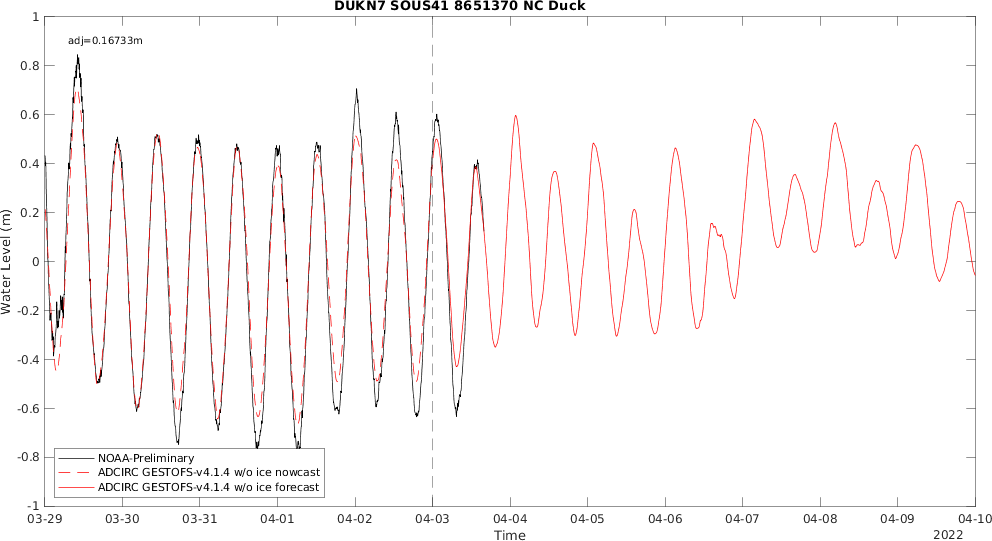 DUKN7 SOUS41 8651370 NC Duck
adj=0.16733m
Water Level (m)
1
0.8
0.6
0.4
0.2
0
-0.2
-0.4
-0.6
-0.8
-1
NOAA-Preliminary
ADCIRC GESTOFS-v4.1.4 w/o ice nowcast
ADCIRC GESTOFS-v4.1.4 w/o ice forecast
03-29 03-30 03-31 04-01 04-02 04-03 04-04 04-05 04-06 04-07 04-08 04-09 04-10
Time
2022